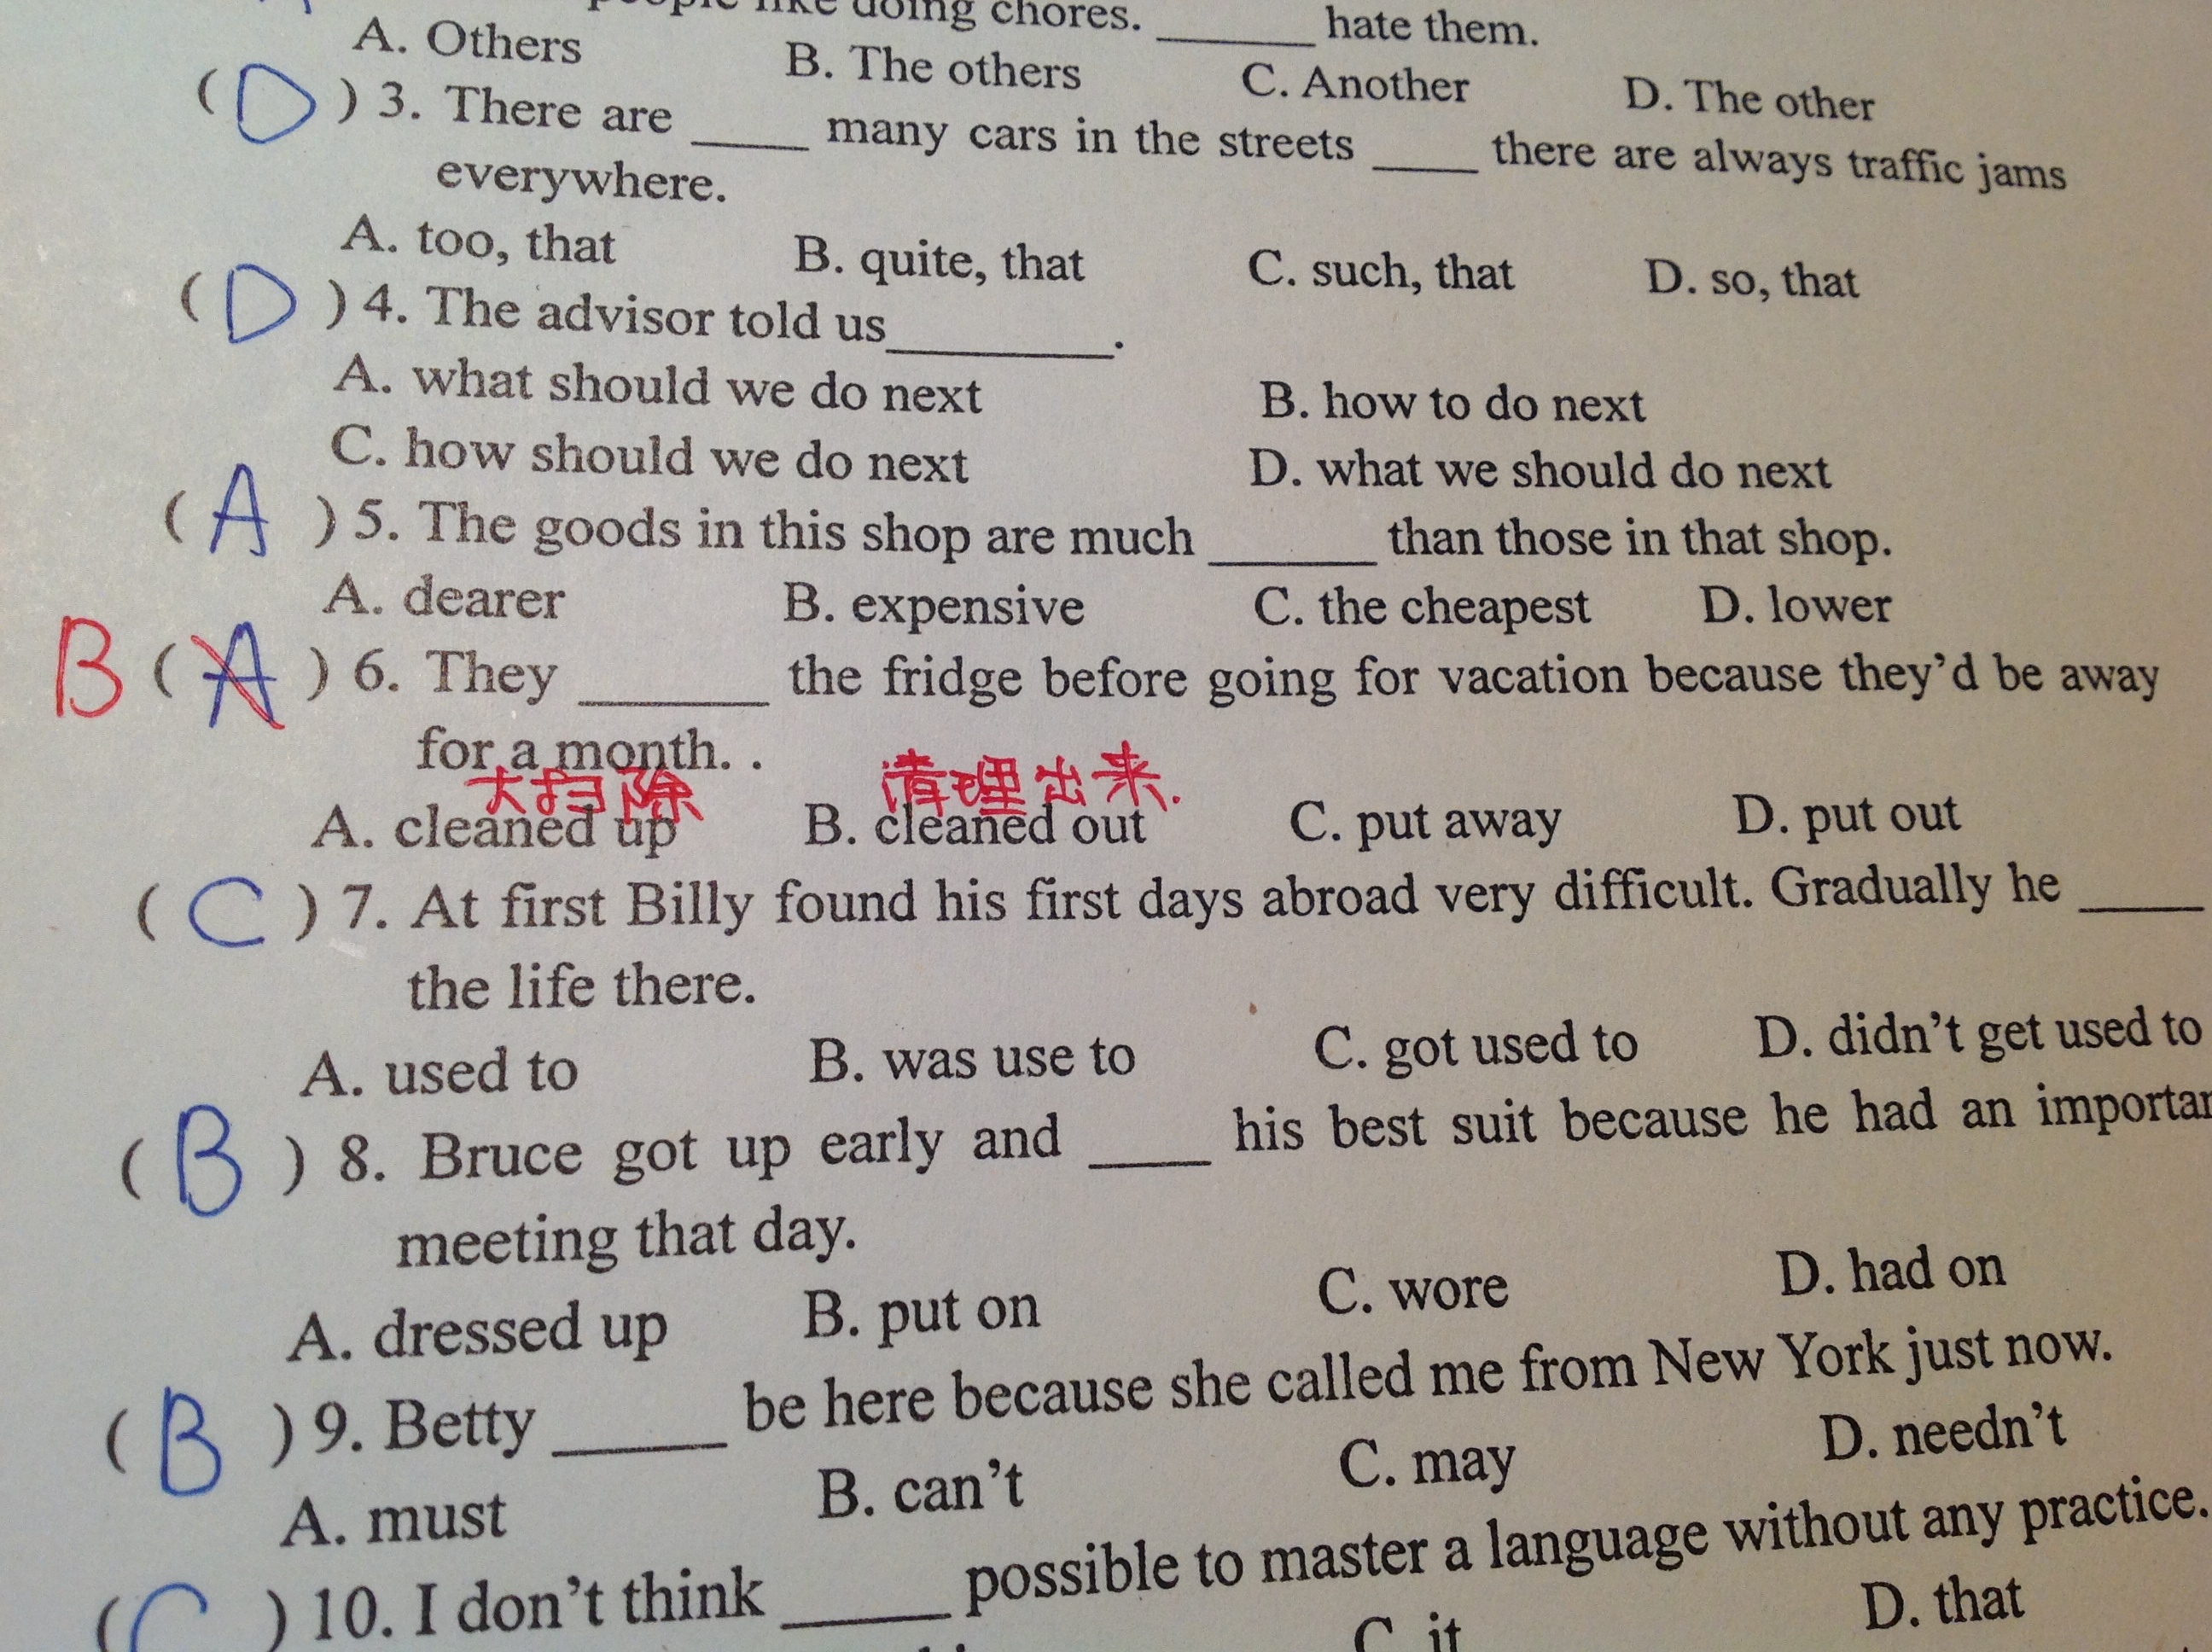 people like doing chores. ______ hate them.
A. Others B. The others C. Another D. The other
( D ) 3. There are ____ many cars in the streets ____ there are always traffic jams
everywhere.
A. too, that B. quite, that C. such, that D. so, that
( D ) 4. The advisor told us________.
A. what should we do next B. how to do next
C. how should we do next D. what we should do next
( A ) 5. The goods in this shop are much ______ than those in that shop.
A. dearer B. expensive C. the cheapest D. lower
B ( A ) 6. They ______ the fridge before going for vacation because they'd be away
for a month. .
大扫除 清理出来.
A. cleaned up B. cleaned out C. put away D. put out
( C ) 7. At first Billy found his first days abroad very difficult. Gradually he ____
the life there.
A. used to B. was use to C. got used to D. didn't get used to
( B ) 8. Bruce got up early and ____ his best suit because he had an importan
meeting that day.
A. dressed up B. put on C. wore D. had on
( B ) 9. Betty ______ be here because she called me from New York just now.
A. must B. can't C. may D. needn't
( C ) 10. I don't think ______ possible to master a language without any practice.
C. it D. that